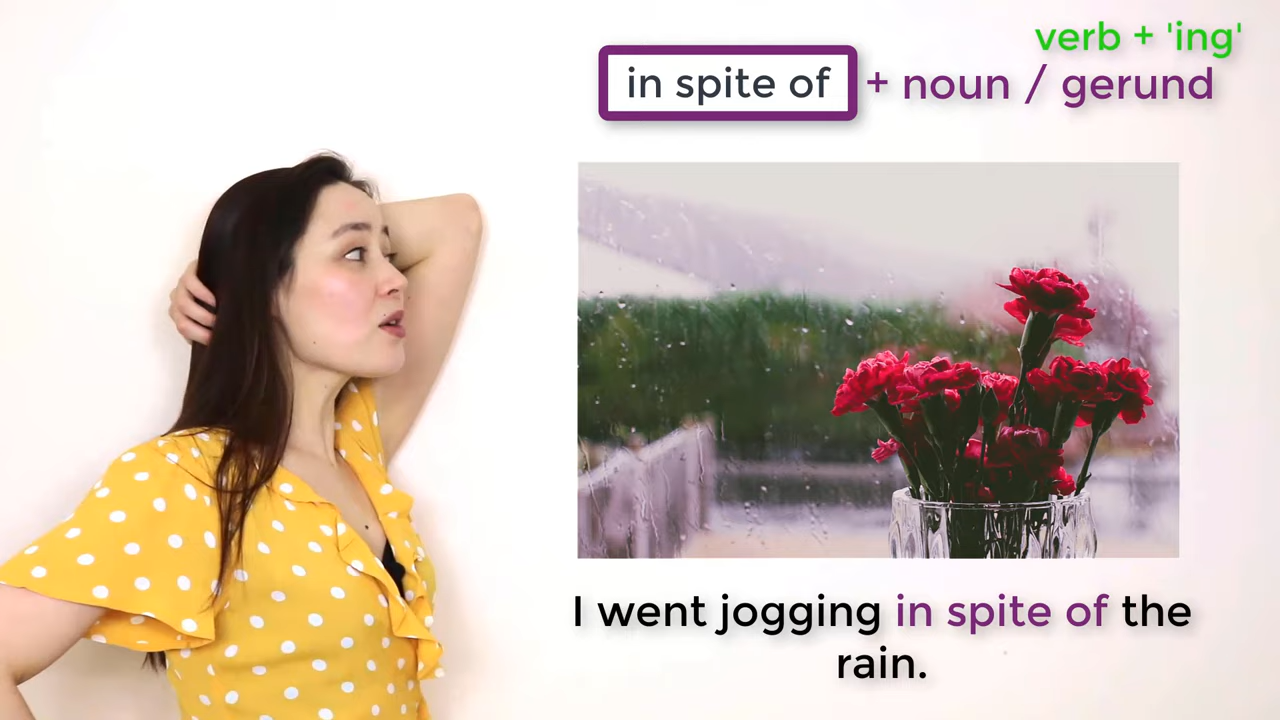 verb + 'ing'
in spite of + noun / gerund
I went jogging in spite of the
rain.